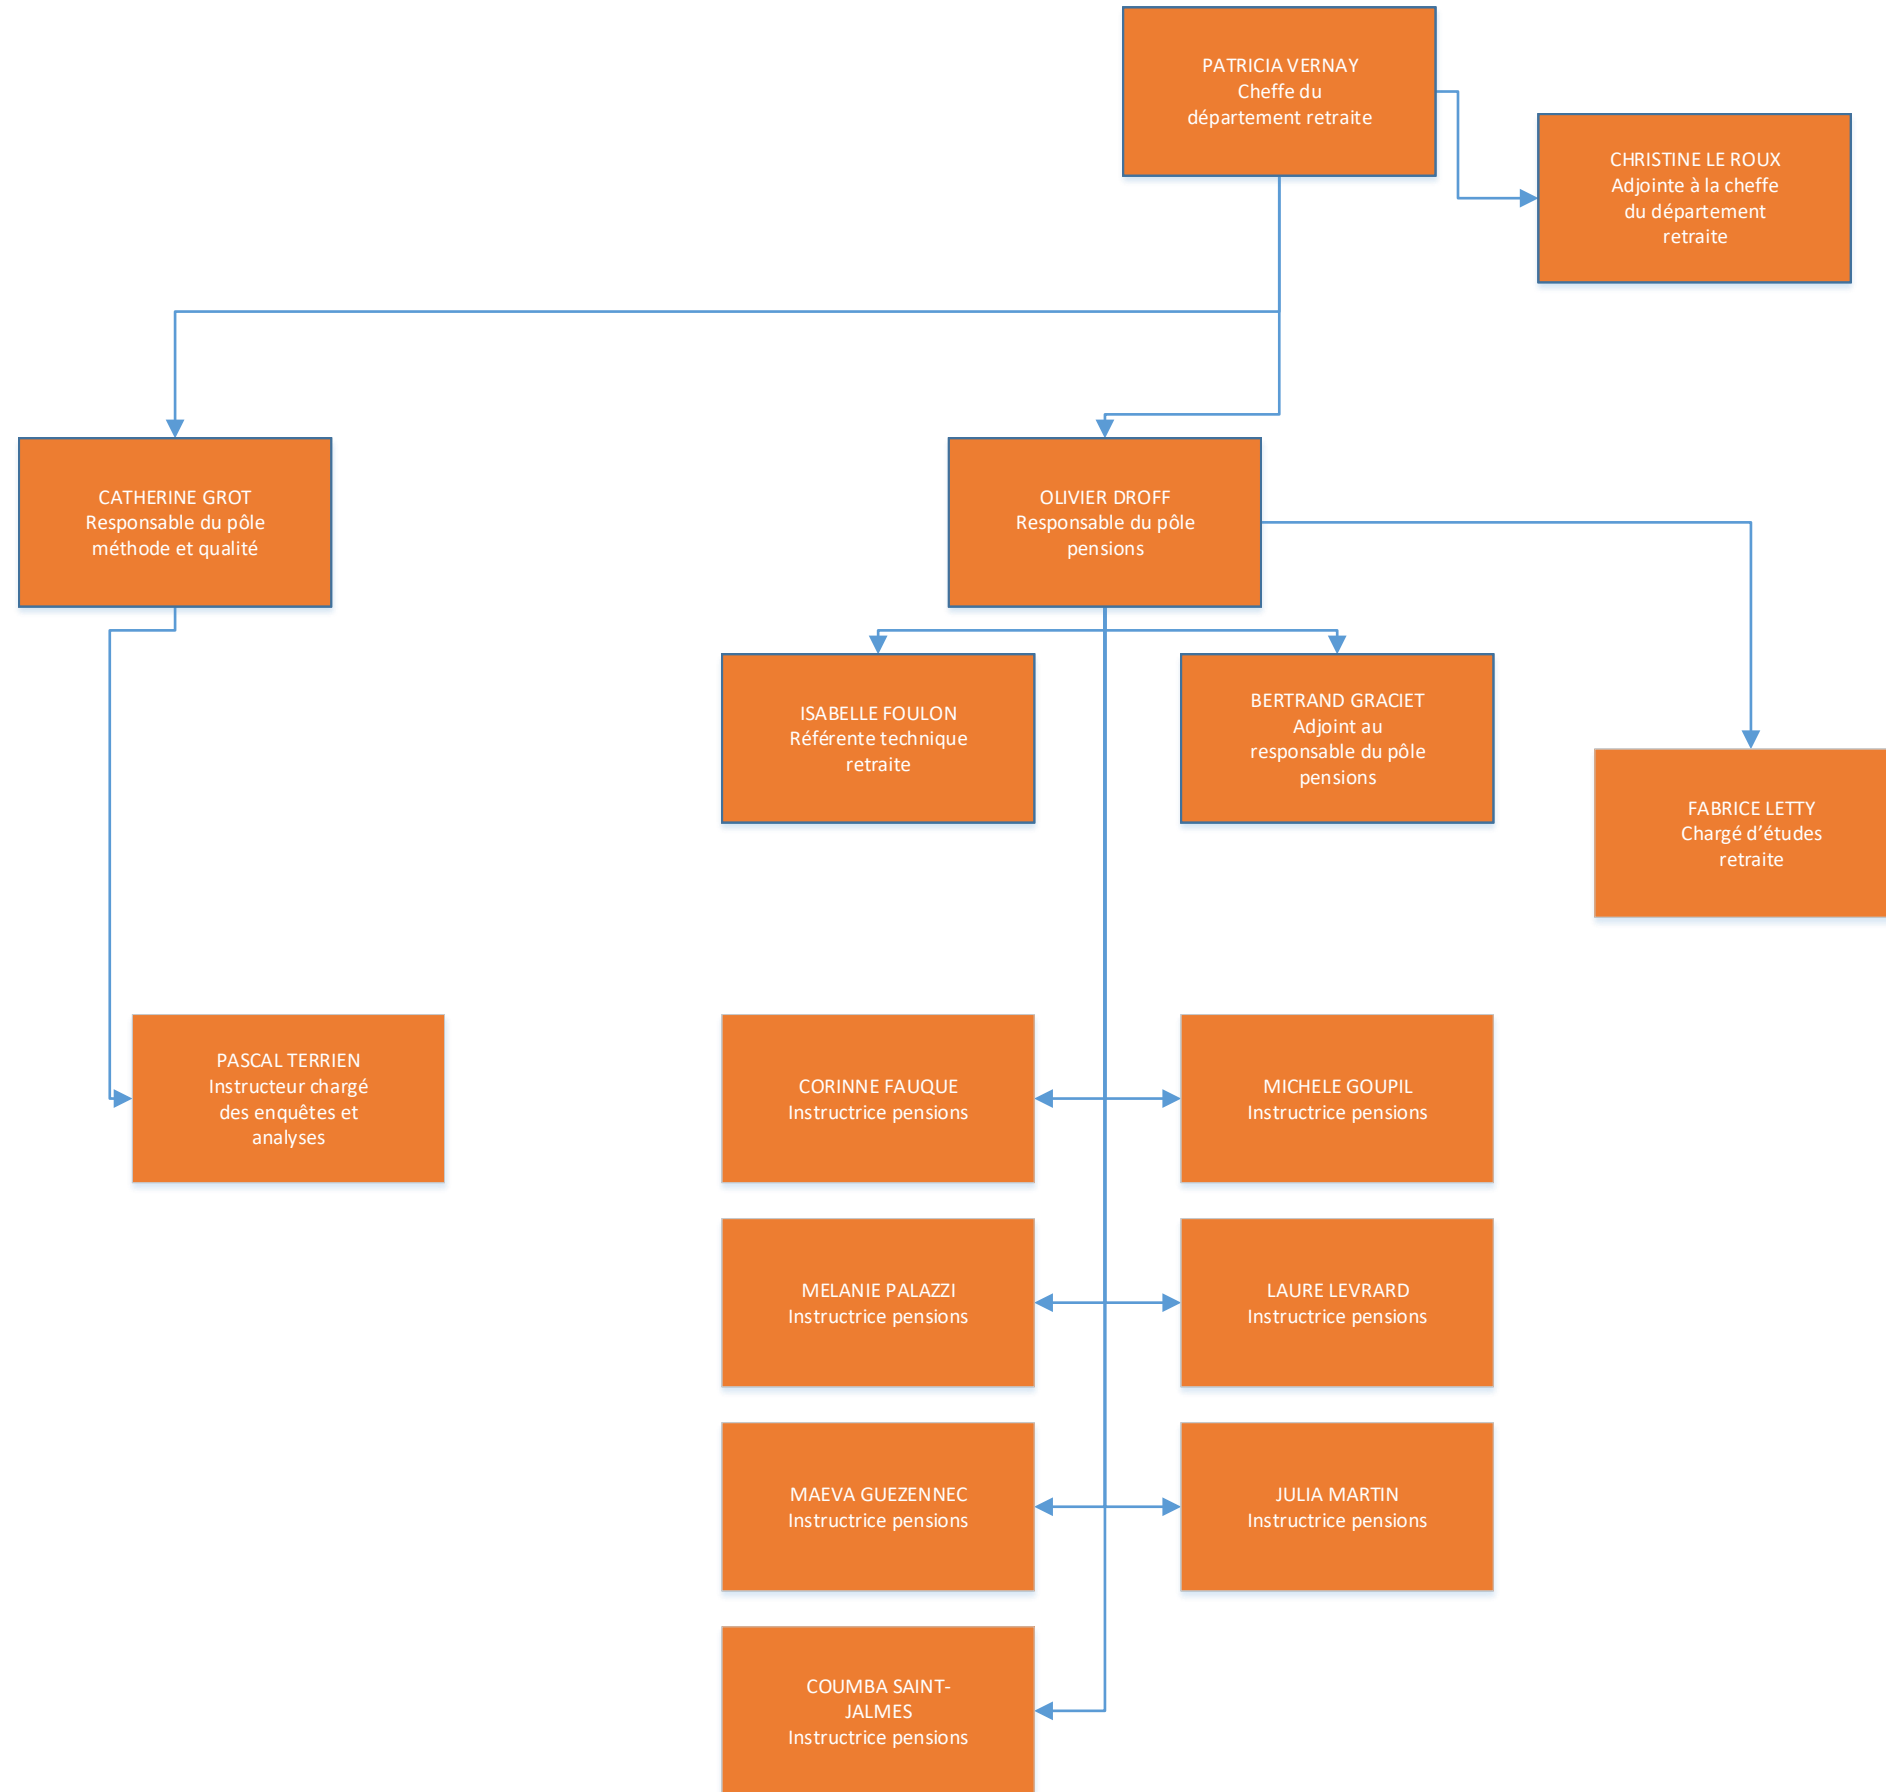 PATRICIA VERNAY
Cheffe du
département retraite
CHRISTINE LE ROUX
Adjointe à la cheffe
du département
retraite
CATHERINE GROT
Responsable du pôle
méthode et qualité
OLIVIER DROFF
Responsable du pôle
pensions
ISABELLE FOULON
Référente technique
retraite
BERTRAND GRACIET
Adjoint au
responsable du pôle
pensions
FABRICE LETTY
Chargé d’études
retraite
PASCAL TERRIEN
Instructeur chargé
des enquêtes et
analyses
CORINNE FAUQUE
Instructrice pensions
MICHELE GOUPIL
Instructrice pensions
MELANIE PALAZZI
Instructrice pensions
LAURE LEVRARD
Instructrice pensions
MAEVA GUEZENNEC
Instructrice pensions
JULIA MARTIN
Instructrice pensions
COUMBA SAINT-
JALMES
Instructrice pensions